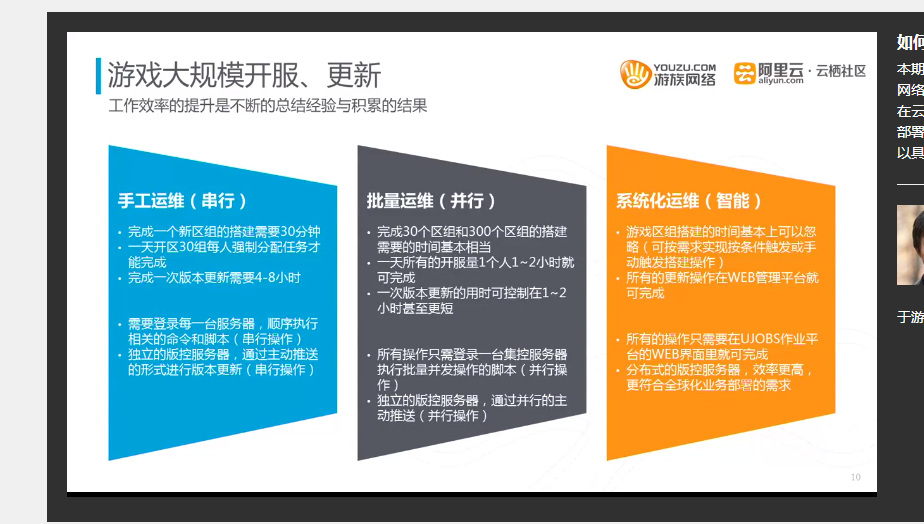 游戏大规模开服、更新
工作效率的提升是不断的总结经验与积累的结果
YOUZU.COM
游族网络
阿里云·云栖社区
aliyun.com
手工运维（串行）
• 完成一个新区组的搭建需要30分钟
• 一天开区30组每人强制分配任务才
能完成
• 完成一次版本更新需要4-8小时
• 需要登录每一台服务器，顺序执行
相关的命令和脚本（串行操作）
• 独立的版控服务器，通过主动推送
的形式进行版本更新（串行操作）
批量运维（并行）
• 完成30个区组和300个区组的搭建
需要的时间基本相当
• 一天所有的开服量1个人1~2小时就
可完成
• 一次版本更新的用时可控制在1~2
小时甚至更短
• 所有操作只需登录一台集控服务器
执行批量并发操作的脚本（并行操
作）
• 独立的版控服务器，通过并行的主
动推送（并行操作）
系统化运维（智能）
• 游戏区组搭建的时间基本上可以忽
略（可按需求实现按条件触发或手
动触发搭建操作）
• 所有的更新操作在WEB管理平台就
可完成
• 所有的操作只需要在UJOBS作业平
台的WEB界面里就可完成
• 分布式的版控服务器，效率更高，
更符合全球化业务部署的需求
10
如何
本期
网络
在云
部署
以具
于游